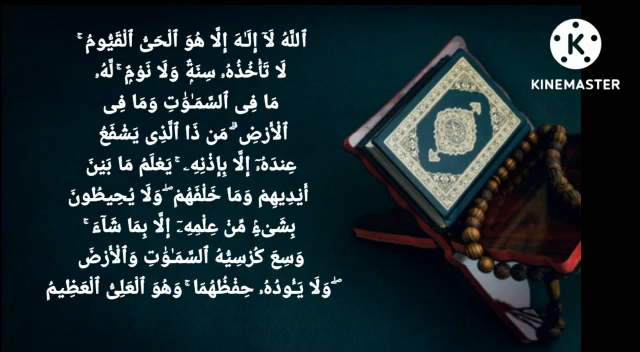 ٱللَّهُ لَآ إِلَـٰهَ إِلَّا هُوَ ٱلْحَىُّ ٱلْقَيُّومُ ۚ
لَا تَأْخُذُهُۥ سِنَةٌۭ وَلَا نَوْمٌۭ ۚ لَّهُۥ
مَا فِى ٱلسَّمَـٰوَٰتِ وَمَا فِى
ٱلْأَرْضِ ۗ مَن ذَا ٱلَّذِى يَشْفَعُ
عِندَهُۥٓ إِلَّا بِإِذْنِهِۦ ۚ يَعْلَمُ مَا بَيْنَ
أَيْدِيهِمْ وَمَا خَلْفَهُمْ ۖ وَلَا يُحِيطُونَ
بِشَىْءٍۢ مِّنْ عِلْمِهِۦٓ إِلَّا بِمَا شَآءَ ۚ
وَسِعَ كُرْسِيُّهُ ٱلسَّمَـٰوَٰتِ وَٱلْأَرْضَ
ۖ وَلَا يَـُٔودُهُۥ حِفْظُهُمَا ۚ وَهُوَ ٱلْعَلِىُّ ٱلْعَظِيمُ
K
KINEMASTER